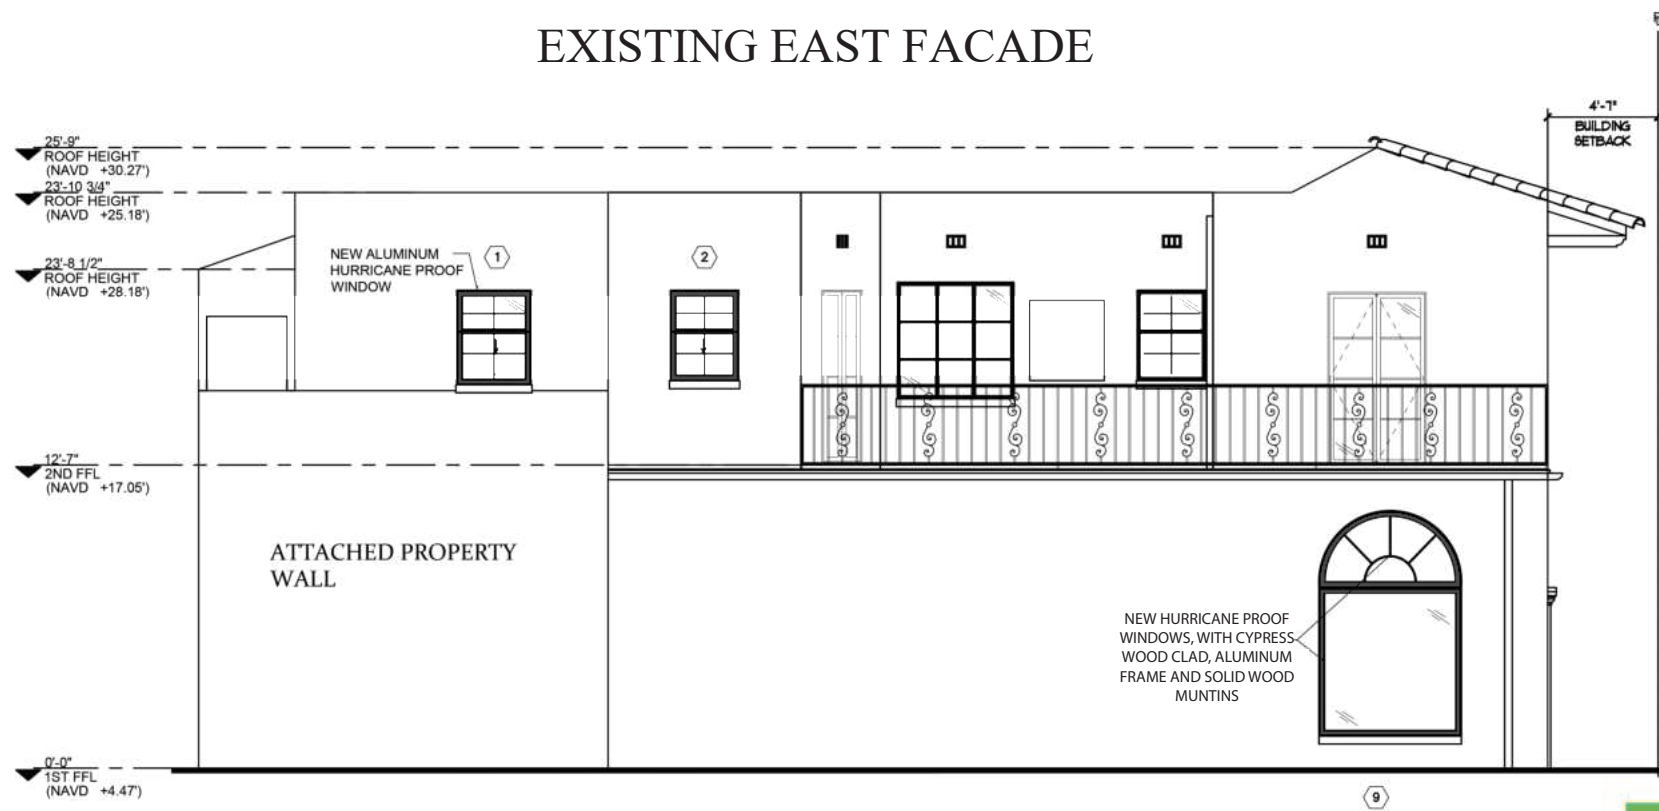 EXISTING EAST FACADE
4'-7"
BUILDING
SETBACK
25'-9"
ROOF HEIGHT
(NAVD +30.27')
23'-10 3/4"
ROOF HEIGHT
(NAVD +25.18')
NEW ALUMINUM
HURRICANE PROOF
WINDOW
1
2
23'-8 1/2"
ROOF HEIGHT
(NAVD +28.18')
12'-7"
2ND FFL
(NAVD +17.05')
ATTACHED PROPERTY
WALL
NEW HURRICANE PROOF
WINDOWS, WITH CYPRESS
WOOD CLAD, ALUMINUM
FRAME AND SOLID WOOD
MUNTINS
0'-0"
1ST FFL
(NAVD +4.47')
9